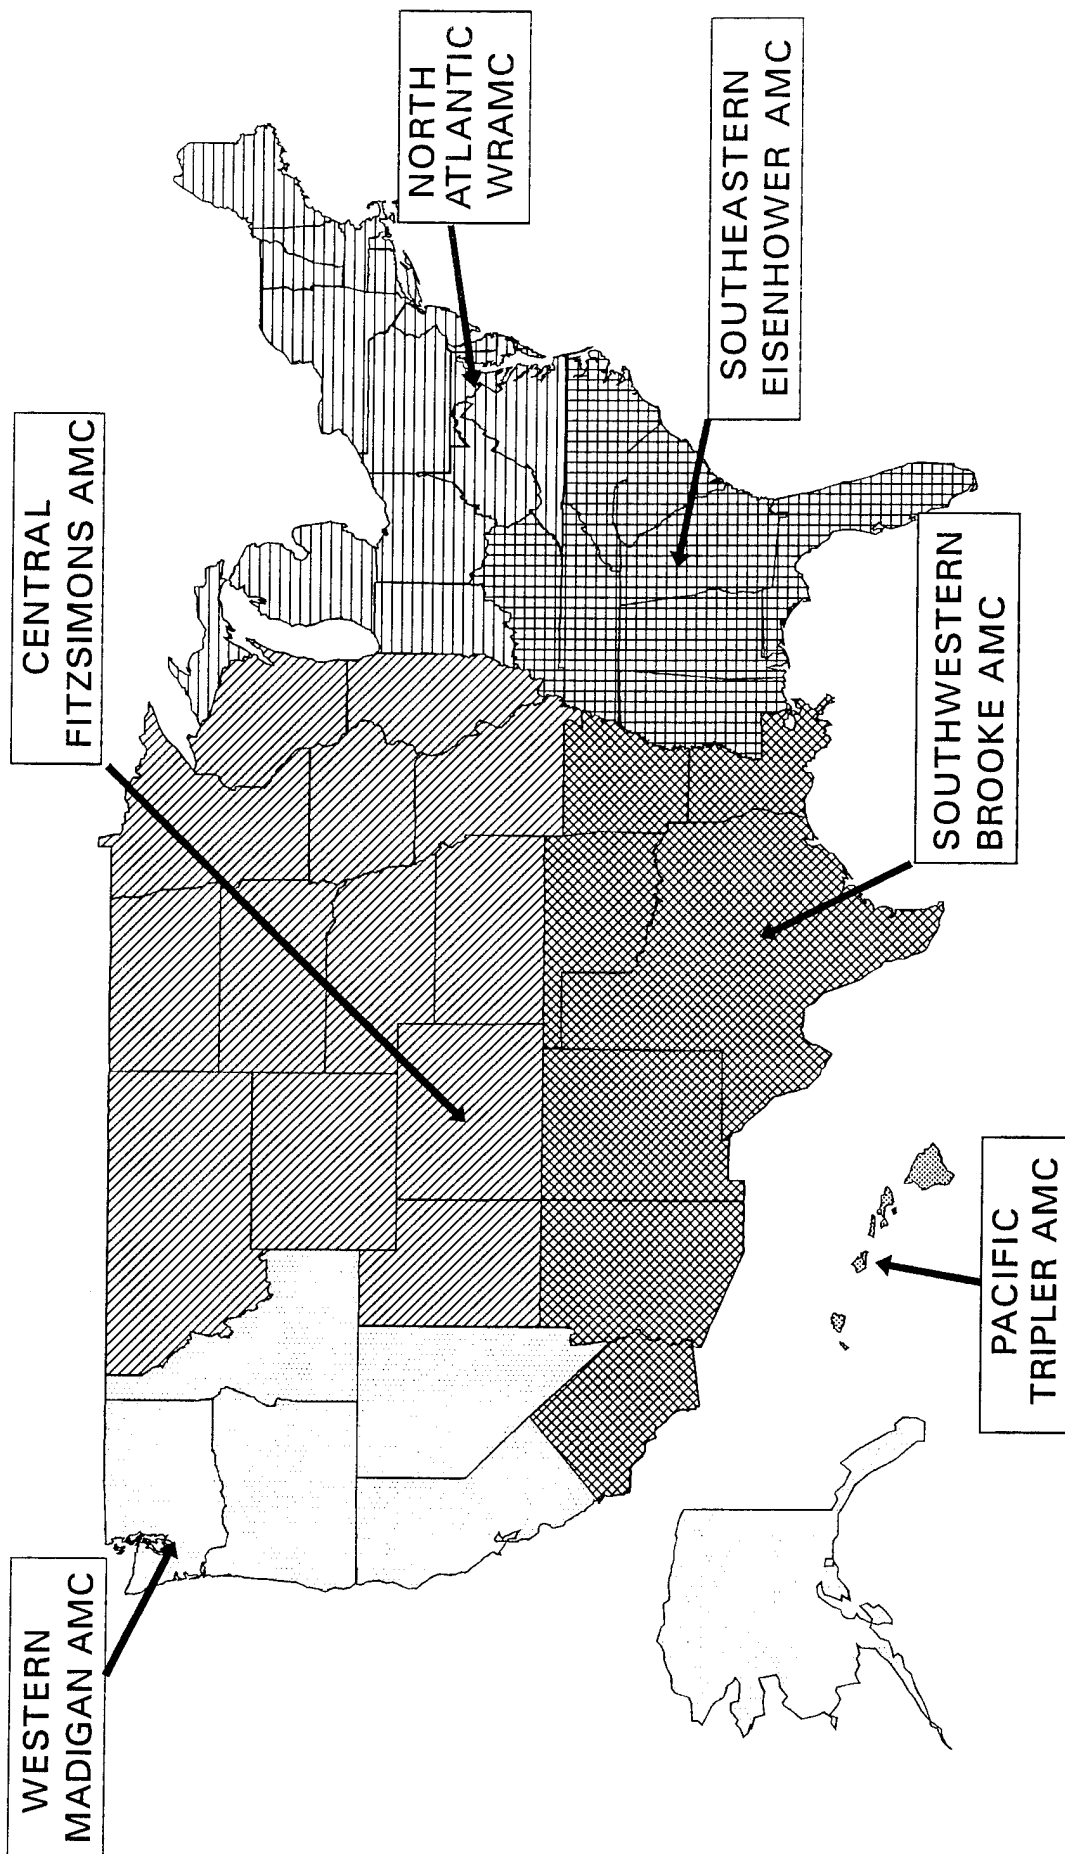 WESTERN
MADIGAN AMC
CENTRAL
FITZSIMONS AMC
NORTH
ATLANTIC
WRAMC
SOUTHEASTERN
EISENHOWER AMC
SOUTHWESTERN
BROOKE AMC
PACIFIC
TRIPLER AMC